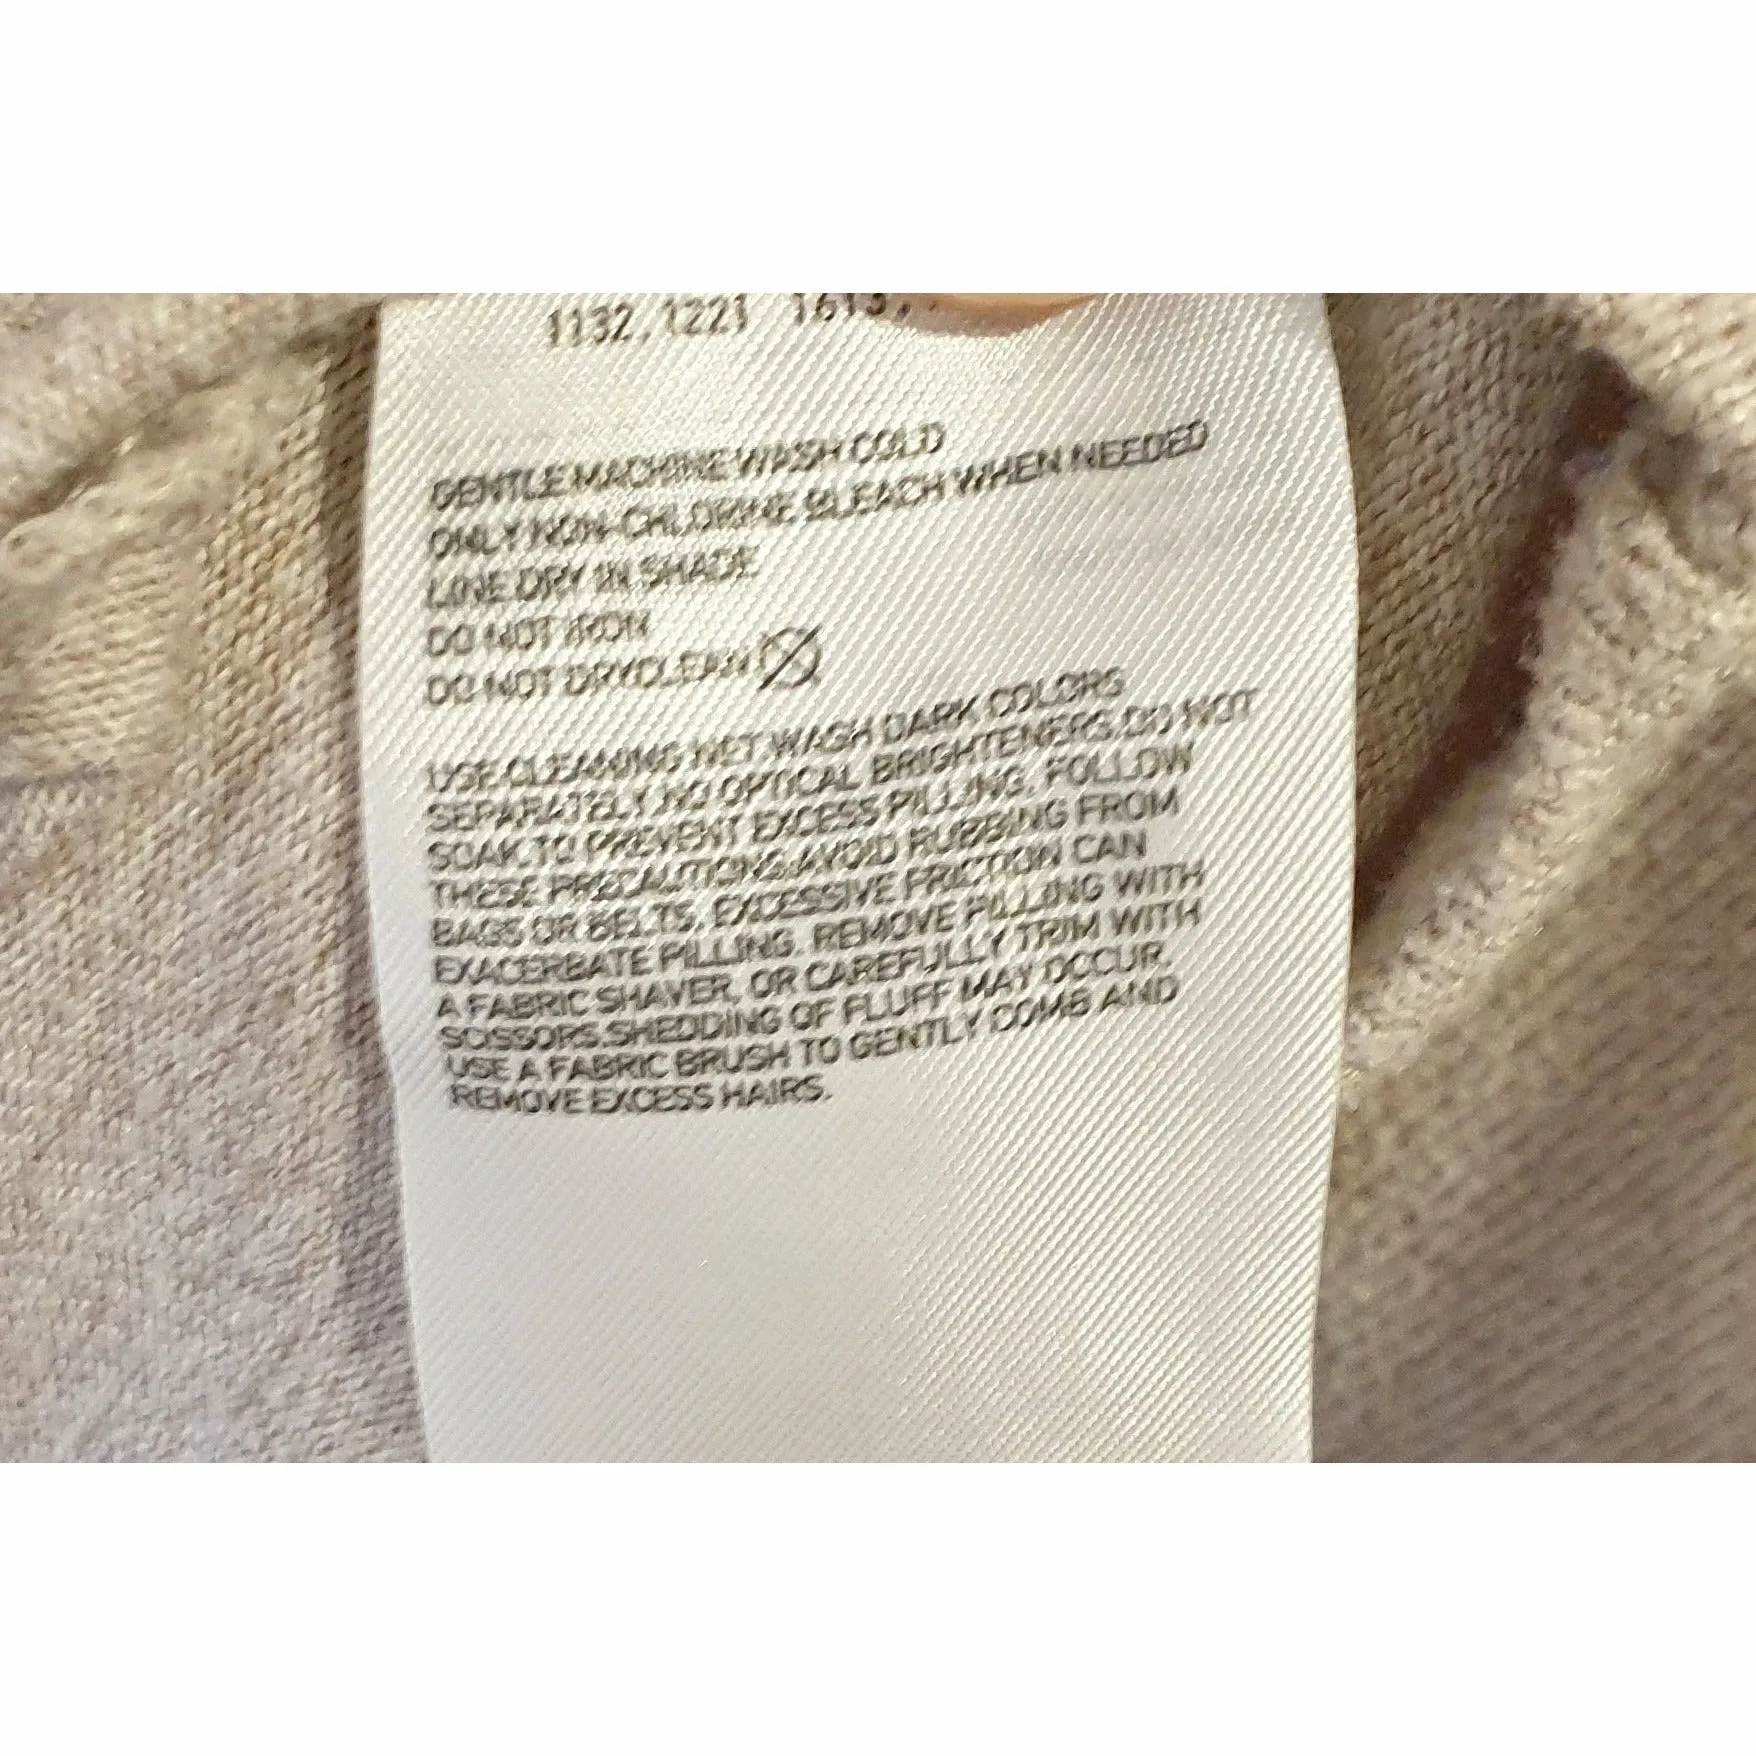 1132,1221 1613,
GENTLE MACHINE WASH COLD
ONLY NON-CHLORINE BLEACH WHEN NEEDED
LINE DRY IN SHADE
DO NOT IRON
DO NOT DRYCLEAN
USE CLEANING NET WASH DARK COLORS
SEPARATELY.NO OPTICAL BRIGHTENERS.DO NOT
SOAK.TO PREVENT EXCESS PILLING, FOLLOW
THESE PRECAUTIONS:AVOID RUBBING FROM
BAGS OR BELTS, EXCESSIVE FRICTION CAN
EXACERBATE PILLING. REMOVE PILLING WITH
A FABRIC SHAVER, OR CAREFULLY TRIM WITH
SCISSORS.SHEDDING OF FLUFF MAY OCCUR.
USE A FABRIC BRUSH TO GENTLY COMB AND
REMOVE EXCESS HAIRS.